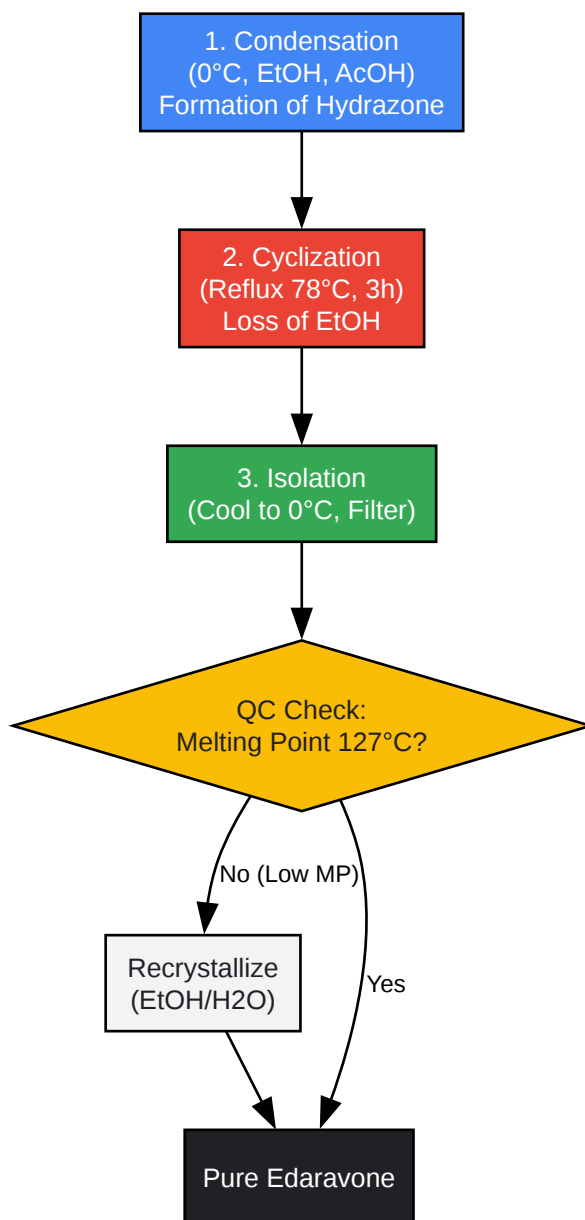 1. Condensation
(0°C, EtOH, AcOH)
Formation of Hydrazone
2. Cyclization
(Reflux 78°C, 3h)
Loss of EtOH
3. Isolation
(Cool to 0°C, Filter)
QC Check:
Melting Point 127°C?
No (Low MP)
Recrystallize
(EtOH/H2O)
Yes
Pure Edaravone